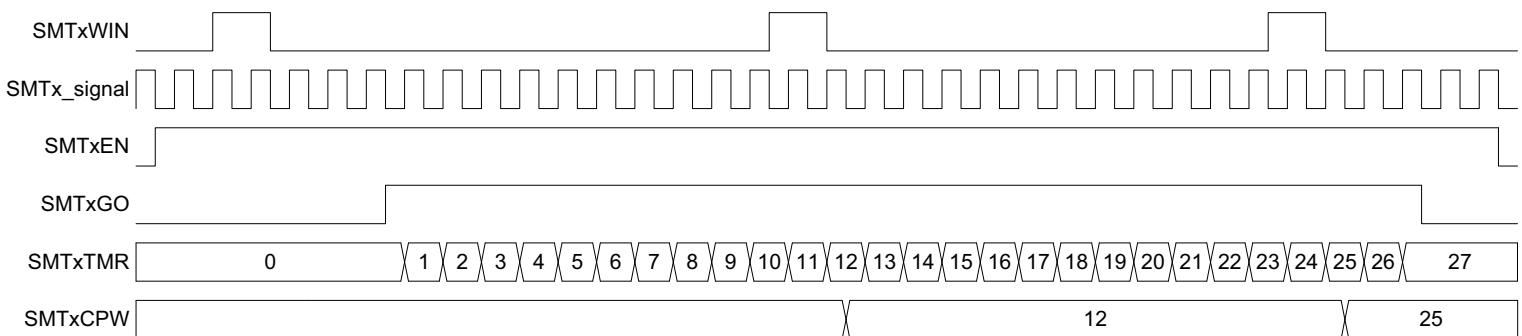 SMTxWIN
SMTx_signal
SMTxEN
SMTxGO
SMTxTMR 0 1 2 3 4 5 6 7 8 9 10 11 12 13 14 15 16 17 18 19 20 21 22 23 24 25 26 27
SMTxCPW 12 25